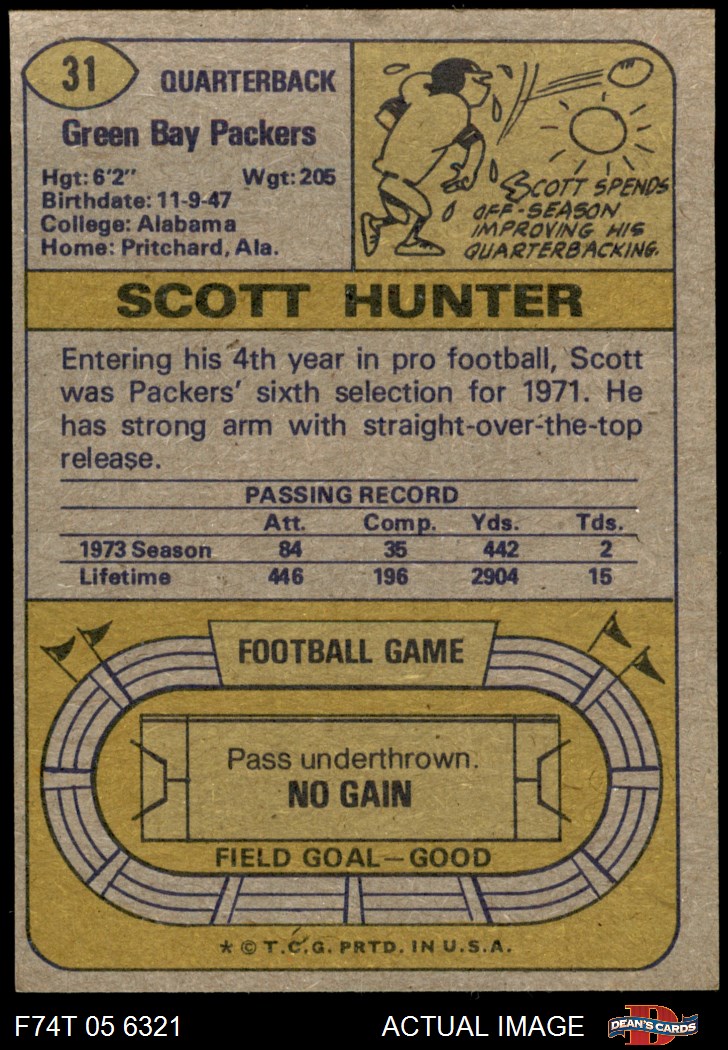 31
QUARTERBACK
Green Bay Packers
Hgt: 6'2" Wgt: 205
Birthdate: 11-9-47
College: Alabama
Home: Pritchard, Ala.
SCOTT SPENDS
OFF-SEASON
IMPROVING HIS
QUARTERBACKING.
SCOTT HUNTER
Entering his 4th year in pro football, Scott
was Packers' sixth selection for 1971. He
has strong arm with straight-over-the-top
release.
PASSING RECORD
Att. Comp. Yds. Tds.
1973 Season 84 35 442 2
Lifetime 446 196 2904 15
FOOTBALL GAME
Pass underthrown.
NO GAIN
FIELD GOAL—GOOD
* © T.C.G. PRTD. IN U.S.A.
F74T 05 6321 ACTUAL IMAGE
D
DEAN'S CARDS